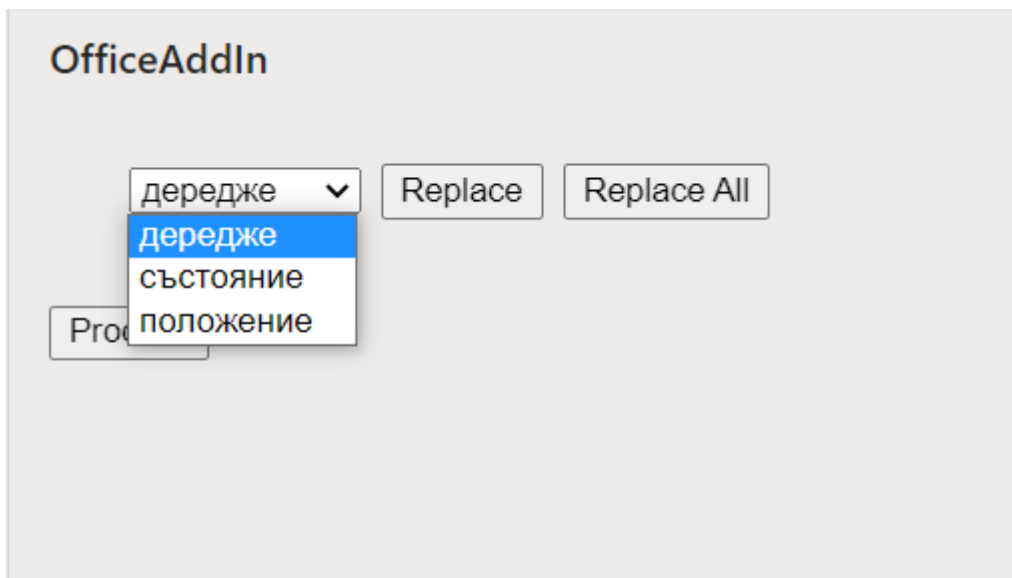 OfficeAddIn
дередже Replace Replace All
дередже
състояние
положение